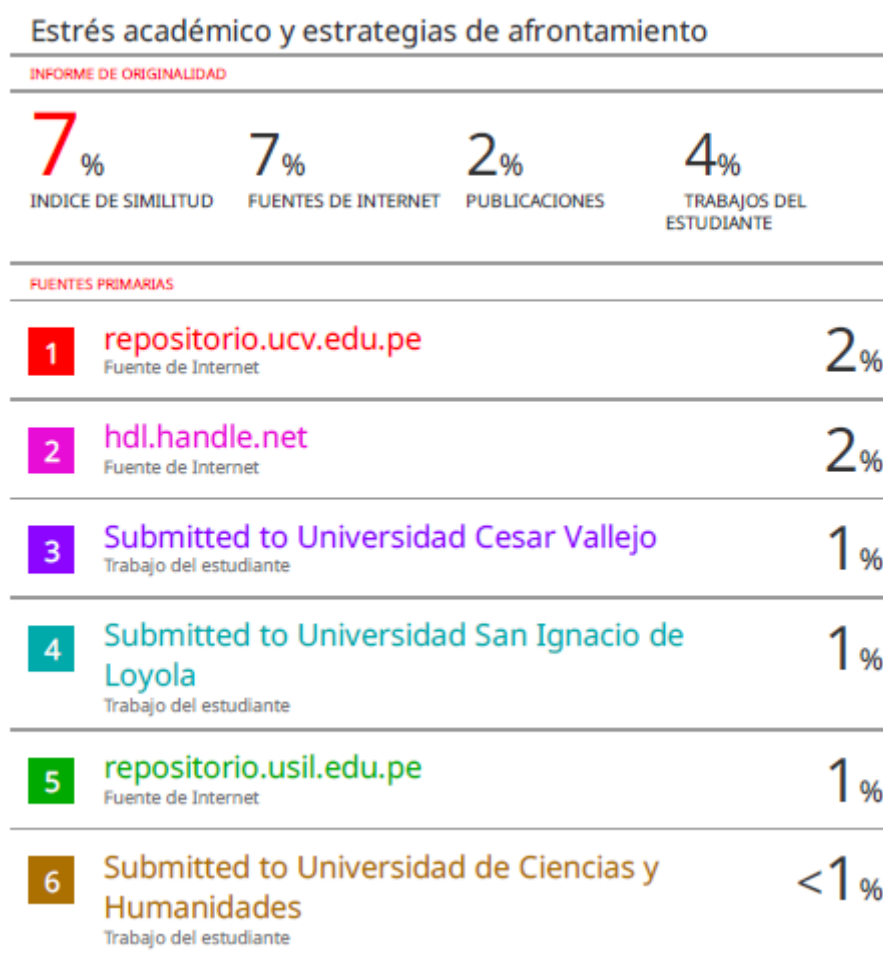 Estrés académico y estrategias de afrontamiento
INFORME DE ORIGINALIDAD
7%
7%
2%
4%
INDICE DE SIMILITUD
FUENTES DE INTERNET
PUBLICACIONES
TRABAJOS DEL
ESTUDIANTE
FUENTES PRIMARIAS
1
repositorio.ucv.edu.pe
Fuente de Internet
2%
2
hdl.handle.net
Fuente de Internet
2%
3
Submitted to Universidad Cesar Vallejo
Trabajo del estudiante
1%
4
Submitted to Universidad San Ignacio de
Loyola
Trabajo del estudiante
1%
5
repositorio.usil.edu.pe
Fuente de Internet
1%
6
Submitted to Universidad de Ciencias y
Humanidades
Trabajo del estudiante
<1%